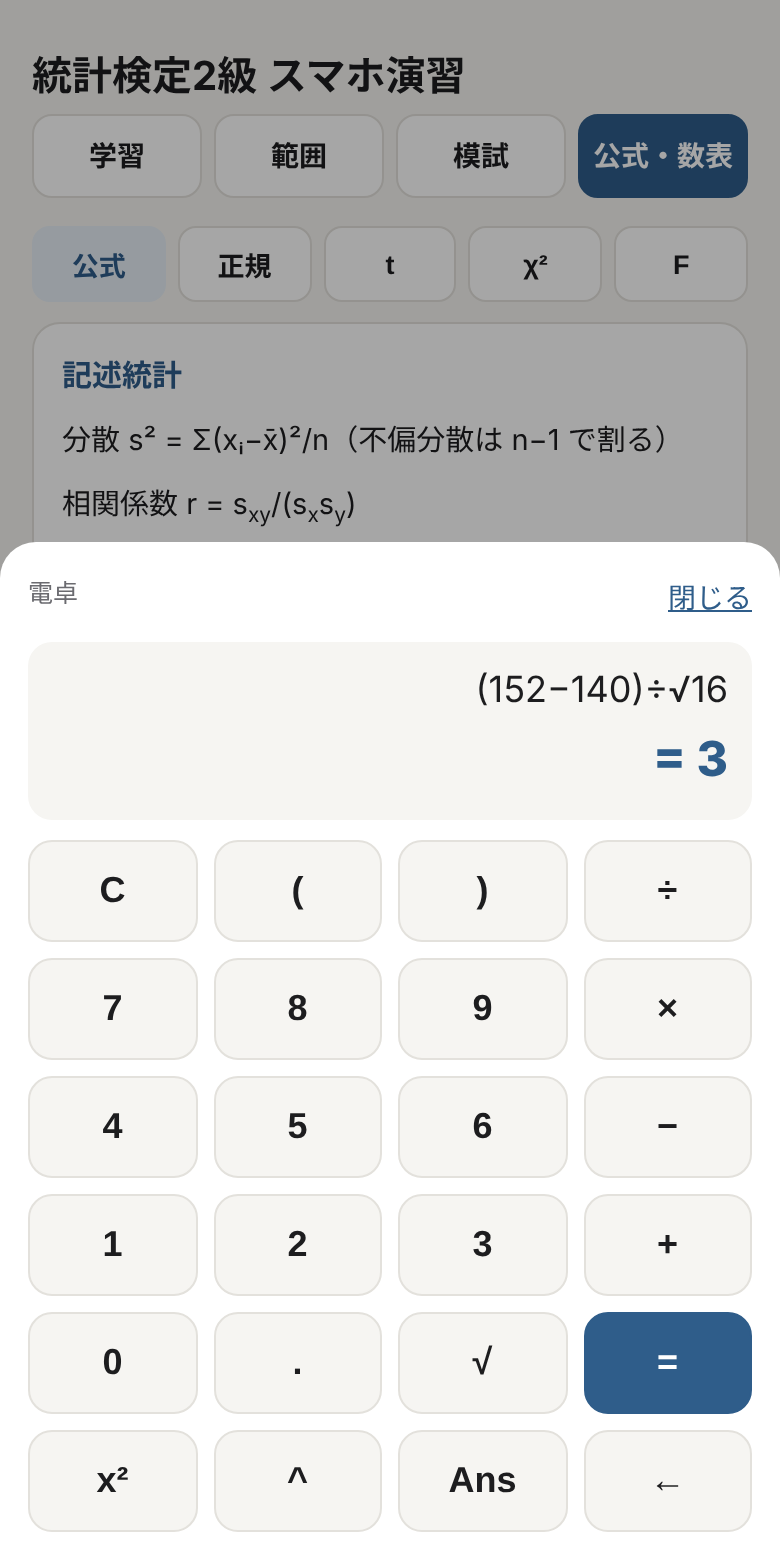 統計検定2級 スマホ演習
学習 範囲 模試 公式・数表
公式 正規 t χ² F
記述統計
分散 s² = Σ(xᵢ−x̄)²/n（不偏分散は n−1 で割る）
相関係数 r = sxy/(sxsy)
電卓 閉じる
(152−140)÷√16
= 3
C ( ) ÷
7 8 9 ×
4 5 6 −
1 2 3 +
0 . √ =
x² ^ Ans ←